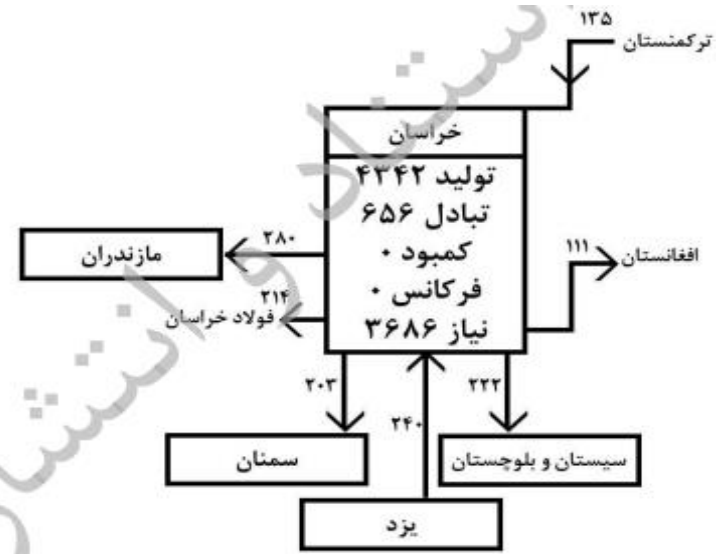 ۱۳۵
ترکمنستان
خراسان
تولید ۴۳۴۲
تبادل ۶۵۶
کمبود ۰
فرکانس ۰
نیاز ۳۶۸۶
۱۱۱
افغانستان
۲۸۰
مازندران
۲۱۴
فولاد خراسان
۲۰۳
۲۴۰
۲۲۲
سیستان و بلوچستان
سمنان
یزد